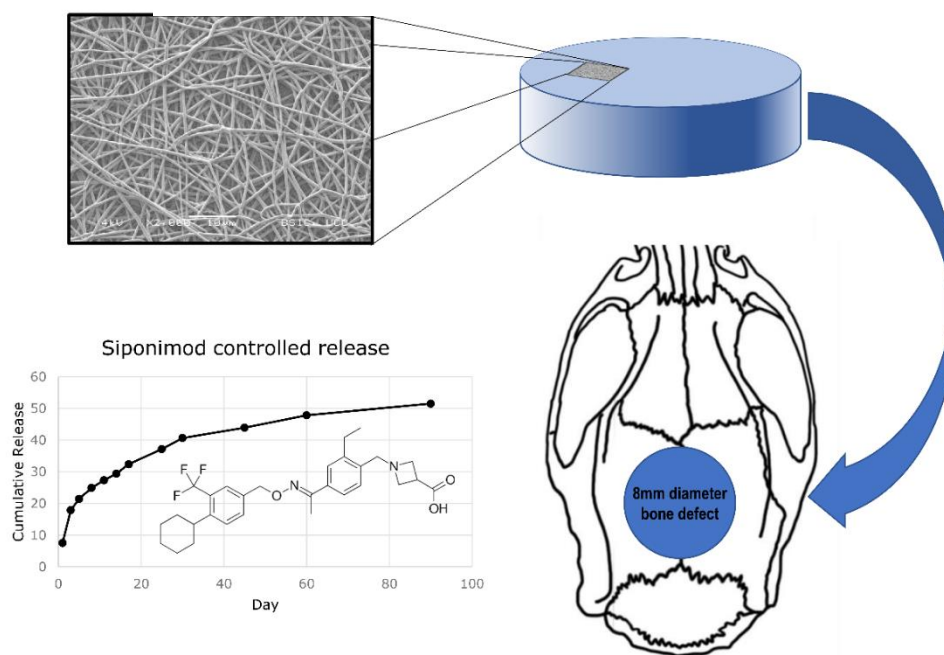 Siponimod controlled release
60
50
40
30
20
10
0
0 20 40 60 80 100
Cumulative Release
Day
F
F
F
O
N
N
O
OH
8mm diameter
bone defect